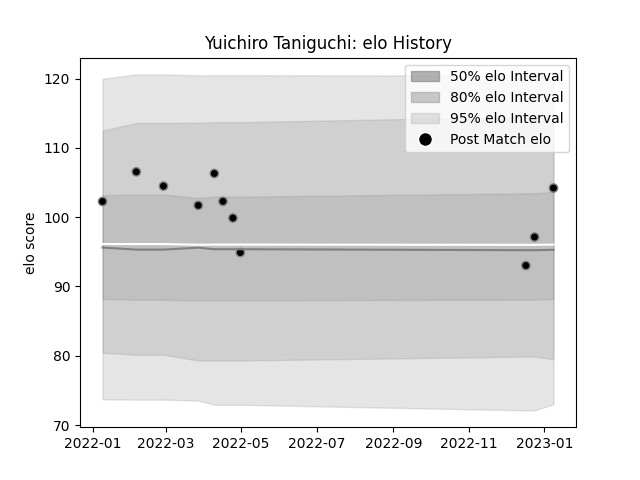 Yuichiro Taniguchi: elo History
120
110
100
90
80
70
elo score
50% elo Interval
80% elo Interval
95% elo Interval
Post Match elo
2022-01
2022-03
2022-05
2022-07
2022-09
2022-11
2023-01